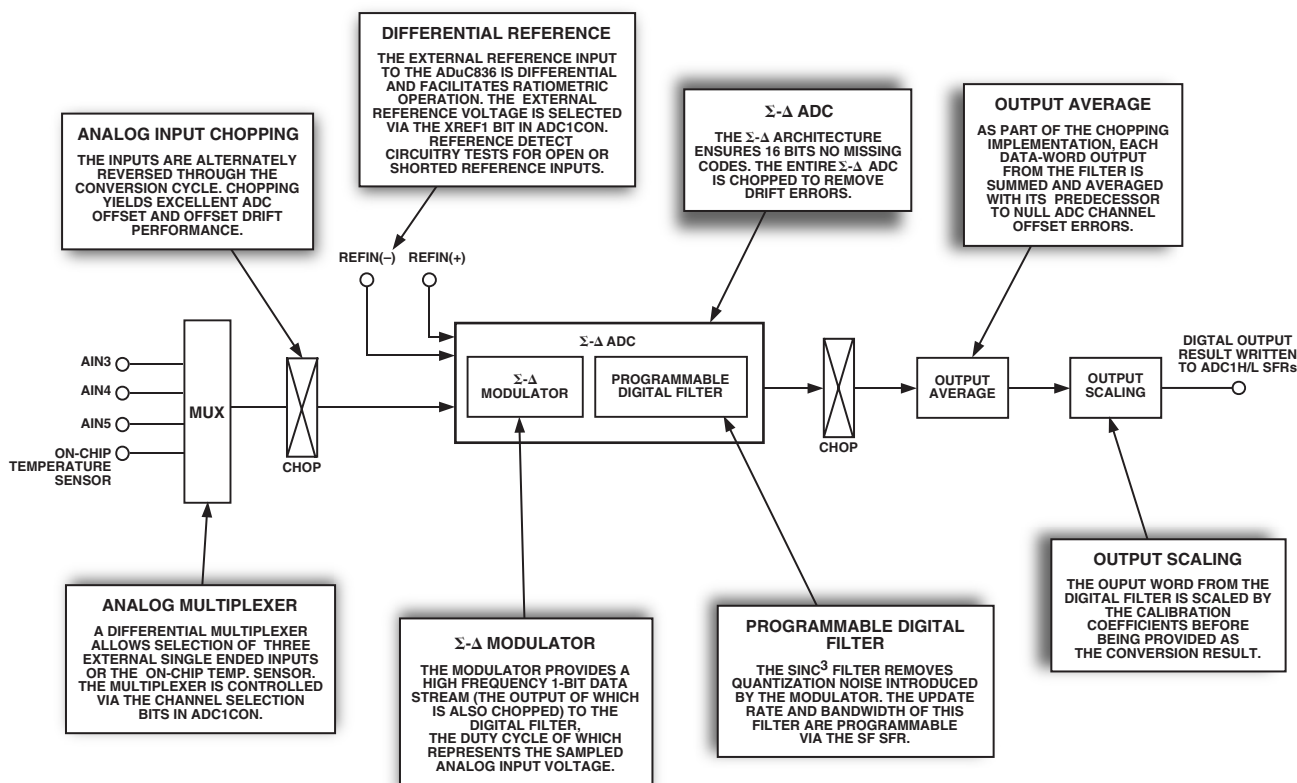 DIFFERENTIAL REFERENCE
THE EXTERNAL REFERENCE INPUT
TO THE ADuC836 IS DIFFERENTIAL
AND FACILITATES RATIOMETRIC
OPERATION. THE EXTERNAL
REFERENCE VOLTAGE IS SELECTED
VIA THE XREF1 BIT IN ADC1CON.
REFERENCE DETECT
CIRCUITRY TESTS FOR OPEN OR
SHORTED REFERENCE INPUTS.
ANALOG INPUT CHOPPING
THE INPUTS ARE ALTERNATELY
REVERSED THROUGH THE
CONVERSION CYCLE. CHOPPING
YIELDS EXCELLENT ADC
OFFSET AND OFFSET DRIFT
PERFORMANCE.
Σ-Δ ADC
THE Σ-Δ ARCHITECTURE
ENSURES 16 BITS NO MISSING
CODES. THE ENTIRE Σ-Δ ADC
IS CHOPPED TO REMOVE
DRIFT ERRORS.
OUTPUT AVERAGE
AS PART OF THE CHOPPING
IMPLEMENTATION, EACH
DATA-WORD OUTPUT
FROM THE FILTER IS
SUMMED AND AVERAGED
WITH ITS PREDECESSOR
TO NULL ADC CHANNEL
OFFSET ERRORS.
REFIN(–) REFIN(+)
AIN3
AIN4
AIN5
ON-CHIP
TEMPERATURE
SENSOR
MUX
CHOP
Σ-Δ ADC
Σ-Δ
MODULATOR
PROGRAMMABLE
DIGITAL FILTER
CHOP
OUTPUT
AVERAGE
OUTPUT
SCALING
DIGTAL OUTPUT
RESULT WRITTEN
TO ADC1H/L SFRs
ANALOG MULTIPLEXER
A DIFFERENTIAL MULTIPLEXER
ALLOWS SELECTION OF THREE
EXTERNAL SINGLE ENDED INPUTS
OR THE ON-CHIP TEMP. SENSOR.
THE MULTIPLEXER IS CONTROLLED
VIA THE CHANNEL SELECTION
BITS IN ADC1CON.
Σ-Δ MODULATOR
THE MODULATOR PROVIDES A
HIGH FREQUENCY 1-BIT DATA
STREAM (THE OUTPUT OF WHICH
IS ALSO CHOPPED) TO THE
DIGITAL FILTER,
THE DUTY CYCLE OF WHICH
REPRESENTS THE SAMPLED
ANALOG INPUT VOLTAGE.
PROGRAMMABLE DIGITAL
FILTER
THE SINC³ FILTER REMOVES
QUANTIZATION NOISE INTRODUCED
BY THE MODULATOR. THE UPDATE
RATE AND BANDWIDTH OF THIS
FILTER ARE PROGRAMMABLE
VIA THE SF SFR.
OUTPUT SCALING
THE OUPUT WORD FROM THE
DIGITAL FILTER IS SCALED BY
THE CALIBRATION
COEFFICIENTS BEFORE
BEING PROVIDED AS
THE CONVERSION RESULT.